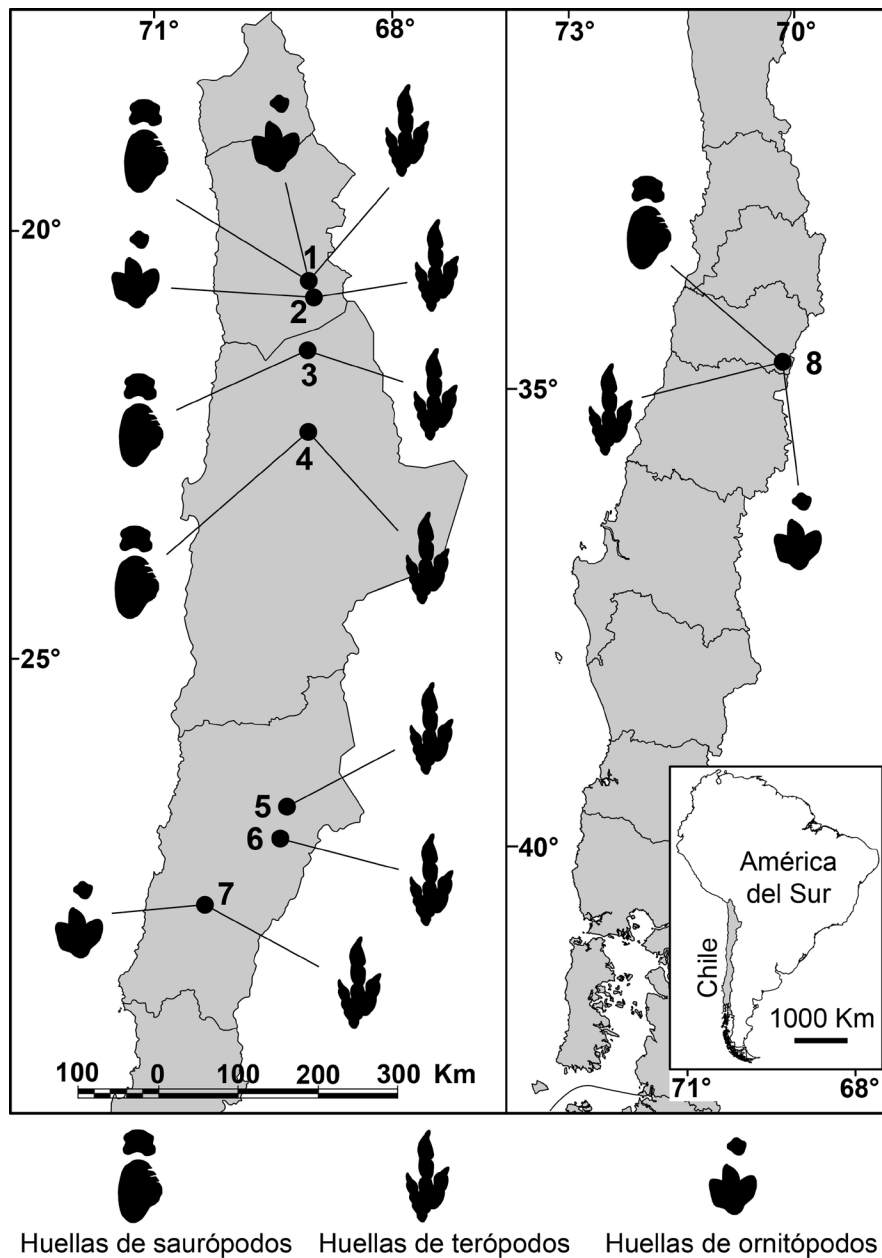 71°
68°
20°
25°
1
2
3
4
5
6
7
100 0 100 200 300 Km
73°
70°
35°
40°
8
América
del Sur
Chile
1000 Km
71°
68°
Huellas de saurópodos
Huellas de terópodos
Huellas de ornitópodos